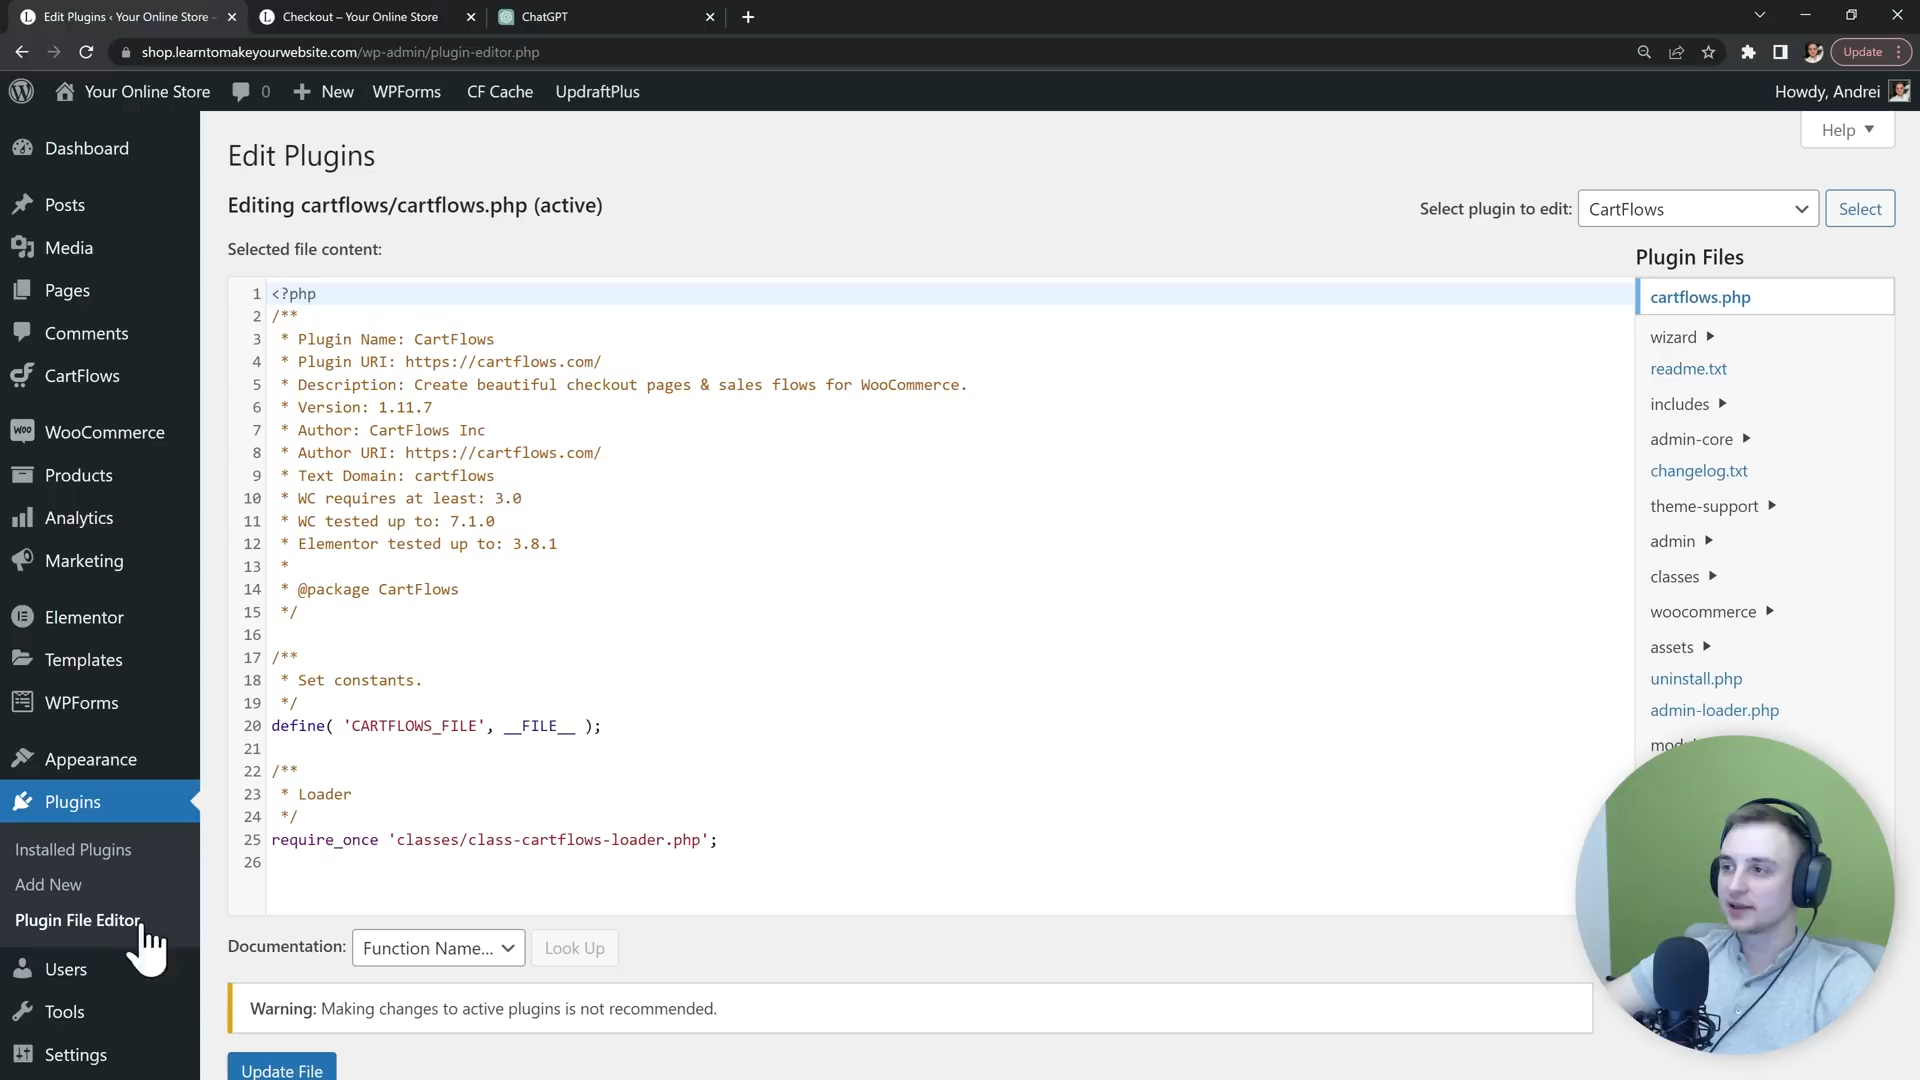 Edit Plugins ‹ Your Online Store –
Checkout – Your Online Store
ChatGPT
shop.learntomakeyourwebsite.com/wp-admin/plugin-editor.php
Update
Your Online Store
0
New
WPForms
CF Cache
UpdraftPlus
Howdy, Andrei
Dashboard
Posts
Media
Pages
Comments
CartFlows
WooCommerce
Products
Analytics
Marketing
Elementor
Templates
WPForms
Appearance
Plugins
Installed Plugins
Add New
Plugin File Editor
Users
Tools
Settings
Help
Edit Plugins
Editing cartflows/cartflows.php (active)
Select plugin to edit: CartFlows Select
Selected file content:
1 <?php
2 /**
3 * Plugin Name: CartFlows
4 * Plugin URI: https://cartflows.com/
5 * Description: Create beautiful checkout pages & sales flows for WooCommerce.
6 * Version: 1.11.7
7 * Author: CartFlows Inc
8 * Author URI: https://cartflows.com/
9 * Text Domain: cartflows
10 * WC requires at least: 3.0
11 * WC tested up to: 7.1.0
12 * Elementor tested up to: 3.8.1
13 *
14 * @package CartFlows
15 */
16
17 /**
18 * Set constants.
19 */
20 define( 'CARTFLOWS_FILE', __FILE__ );
21
22 /**
23 * Loader
24 */
25 require_once 'classes/class-cartflows-loader.php';
26
Plugin Files
cartflows.php
wizard
readme.txt
includes
admin-core
changelog.txt
theme-support
admin
classes
woocommerce
assets
uninstall.php
admin-loader.php
Documentation: Function Name... Look Up
Warning: Making changes to active plugins is not recommended.
Update File